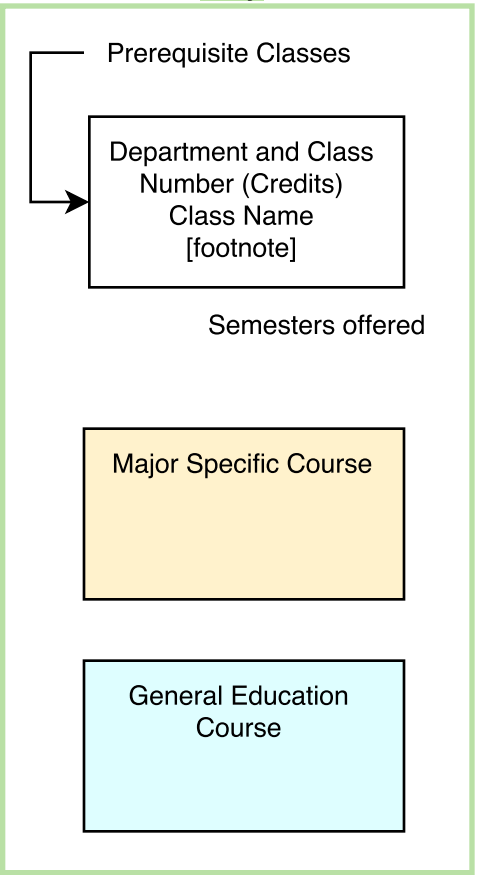 Prerequisite Classes
Department and Class
Number (Credits)
Class Name
[footnote]
Semesters offered
Major Specific Course
General Education
Course